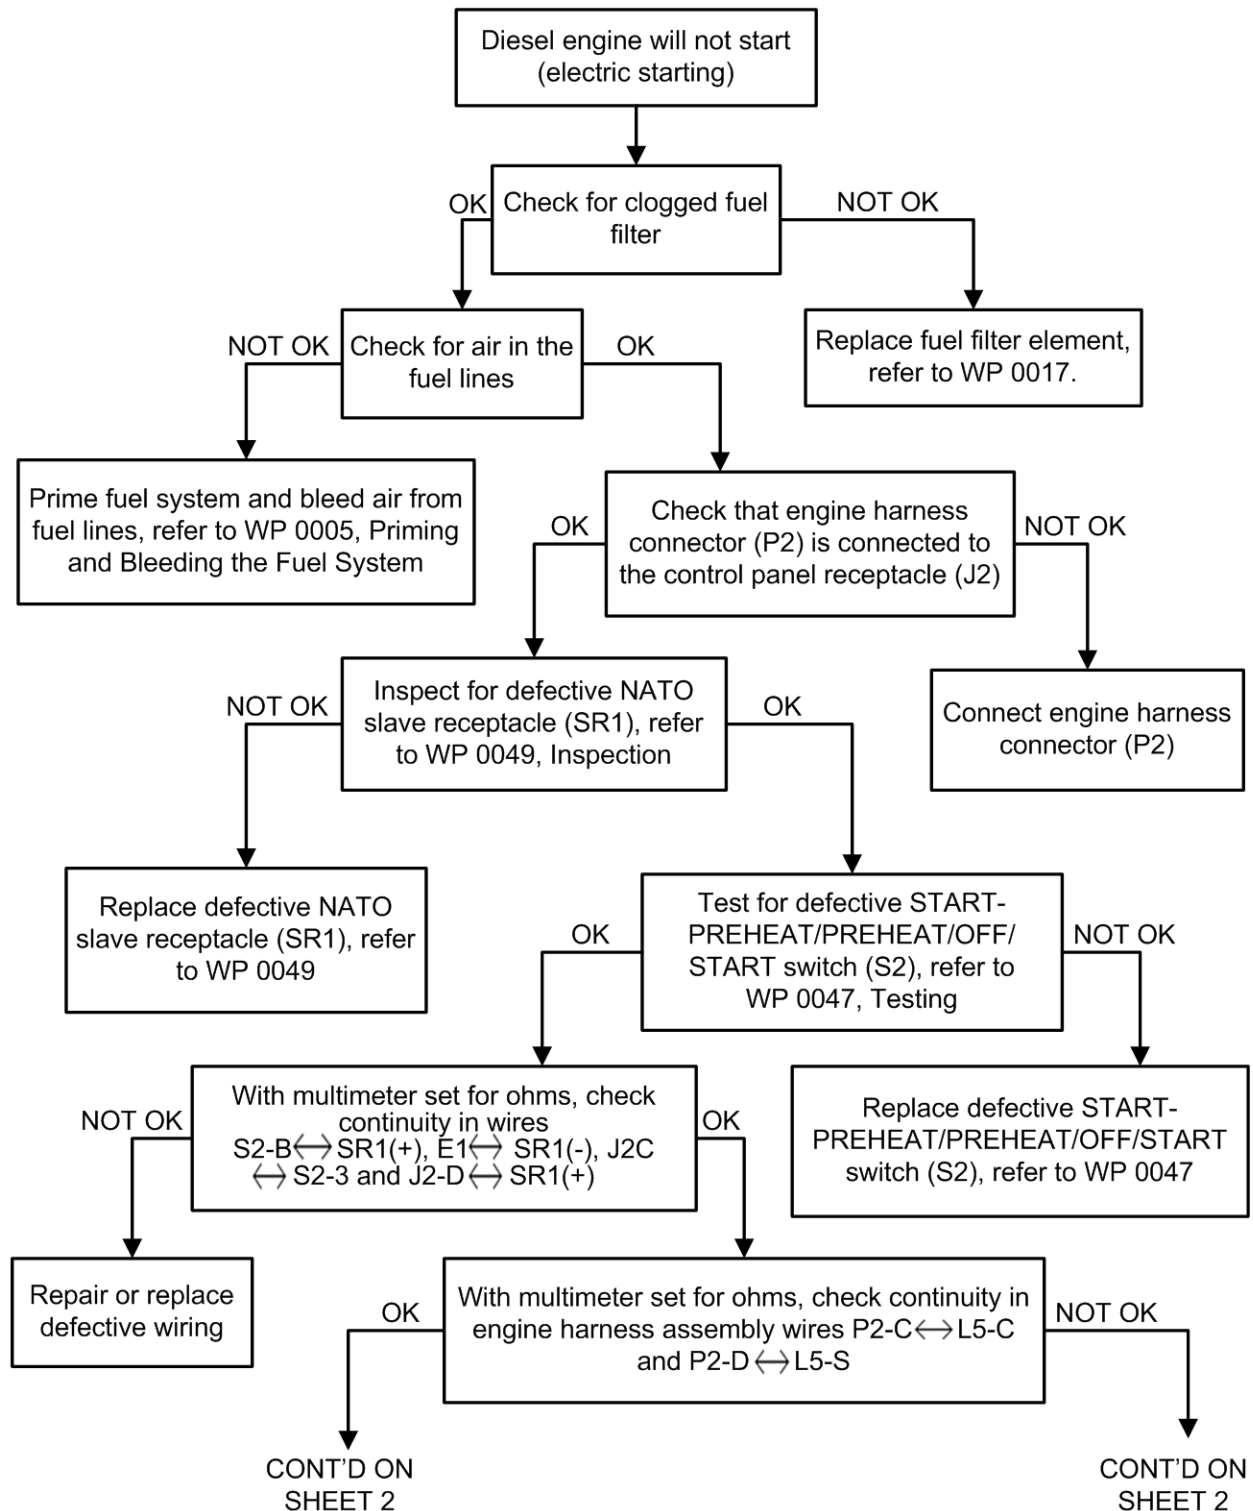 Diesel engine will not start
(electric starting)
OK
Check for clogged fuel
filter
NOT OK
NOT OK
Check for air in the
fuel lines
OK
Replace fuel filter element,
refer to WP 0017.
Prime fuel system and bleed air from
fuel lines, refer to WP 0005, Priming
and Bleeding the Fuel System
OK
Check that engine harness
connector (P2) is connected to
the control panel receptacle (J2)
NOT OK
NOT OK
Inspect for defective NATO
slave receptacle (SR1), refer
to WP 0049, Inspection
OK
Connect engine harness
connector (P2)
Replace defective NATO
slave receptacle (SR1), refer
to WP 0049
OK
Test for defective START-
PREHEAT/PREHEAT/OFF/
START switch (S2), refer to
WP 0047, Testing
NOT OK
NOT OK
With multimeter set for ohms, check
continuity in wires
S2-B↔SR1(+), E1↔ SR1(-), J2C
↔S2-3 and J2-D↔SR1(+)
OK
Replace defective START-
PREHEAT/PREHEAT/OFF/START
switch (S2), refer to WP 0047
Repair or replace
defective wiring
OK
With multimeter set for ohms, check continuity in
engine harness assembly wires P2-C↔L5-C
and P2-D↔L5-S
NOT OK
CONT'D ON
SHEET 2
CONT'D ON
SHEET 2